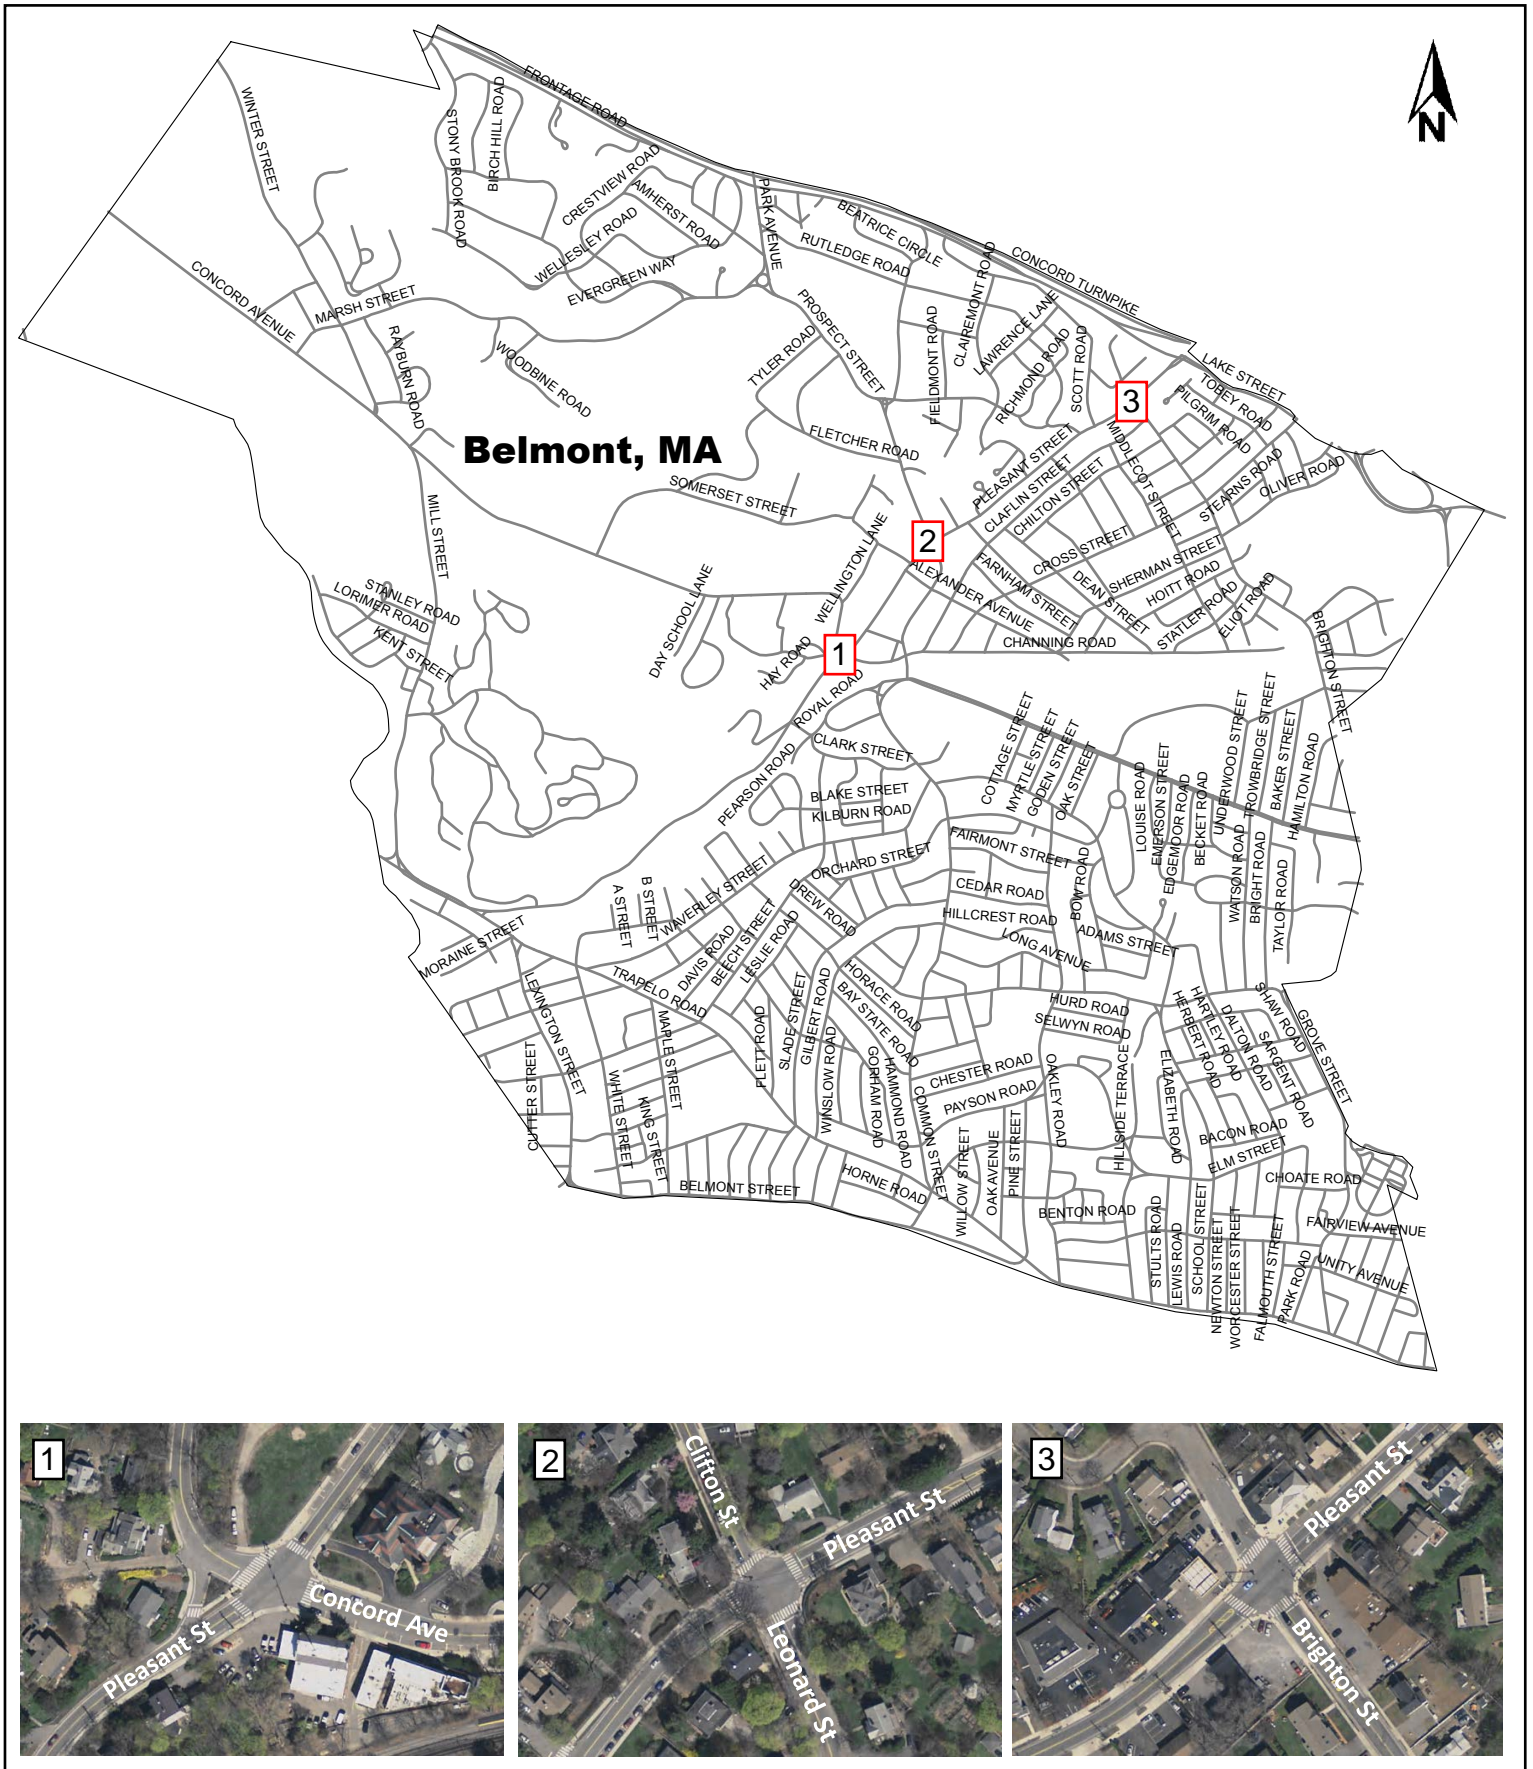 N
FRONTAGE ROAD
WINTER STREET
STONY BROOK ROAD
BIRCH HILL ROAD
CRESTVIEW ROAD
AMHERST ROAD
WELLESLEY ROAD
EVERGREEN WAY
PARK AVENUE
BEATRICE CIRCLE
RUTLEDGE ROAD
CONCORD TURNPIKE
CONCORD AVENUE
MARSH STREET
RAYBURN ROAD
WOODBINE ROAD
PROSPECT STREET
TYLER ROAD
FIELDMONT ROAD
CLAIREMONT ROAD
LAWRENCE LANE
RICHMOND ROAD
SCOTT ROAD
LAKE STREET
TOBEY ROAD
PILGRIM ROAD
3
Belmont, MA
FLETCHER ROAD
SOMERSET STREET
PLEASANT STREET
CLAFLIN STREET
CHILTON STREET
MIDDLECOT STREET
STEARNS ROAD
OLIVER ROAD
MILL STREET
2
WELLINGTON LANE
DAY SCHOOL LANE
ALEXANDER AVENUE
FARNHAM STREET
CROSS STREET
DEAN STREET
SHERMAN STREET
HOITT ROAD
STATLER ROAD
ELIOT ROAD
BRIGHTON STREET
CHANNING ROAD
STANLEY ROAD
LORIMER ROAD
KENT STREET
HAY ROAD
1
ROYAL ROAD
CLARK STREET
PEARSON ROAD
BLAKE STREET
KILBURN ROAD
COTTAGE STREET
MYRTLE STREET
GODEN STREET
OAK STREET
LOUISE ROAD
EMERSON STREET
EDGEMOOR ROAD
BECKET ROAD
UNDERWOOD STREET
TROWBRIDGE STREET
BAKER STREET
HAMILTON ROAD
WATSON ROAD
BRIGHT ROAD
TAYLOR ROAD
FAIRMONT STREET
ORCHARD STREET
CEDAR ROAD
BOW ROAD
HILLCREST ROAD
LONG AVENUE
ADAMS STREET
DREW ROAD
WAVERLEY STREET
A STREET
B STREET
DAVIS ROAD
BEECH STREET
LESLIE ROAD
MORAINE STREET
TRAPELO ROAD
LEXINGTON STREET
MAPLE STREET
FLETT ROAD
SLADE STREET
GILBERT ROAD
WINSLOW ROAD
HORACE ROAD
BAY STATE ROAD
GORHAM ROAD
HAMMOND ROAD
COMMON STREET
CHESTER ROAD
PAYSON ROAD
HURD ROAD
SELWYN ROAD
OAKLEY ROAD
HILLSIDE TERRACE
ELIZABETH ROAD
HERBERT ROAD
HARTLEY ROAD
DALTON ROAD
SHAW ROAD
SARGENT ROAD
GROVE STREET
CUTTER STREET
WHITE STREET
KING STREET
BELMONT STREET
HORNE ROAD
WILLOW STREET
OAK AVENUE
PINE STREET
BACON ROAD
ELM STREET
CHOATE ROAD
BENTON ROAD
STULTS ROAD
LEWIS ROAD
SCHOOL STREET
NEWTON STREET
WORCESTER STREET
FALMOUTH STREET
PARK ROAD
FAIRVIEW AVENUE
UNITY AVENUE
1
Concord Ave
Pleasant St
2
Clifton St
Pleasant St
Leonard St
3
Pleasant St
Brighton St